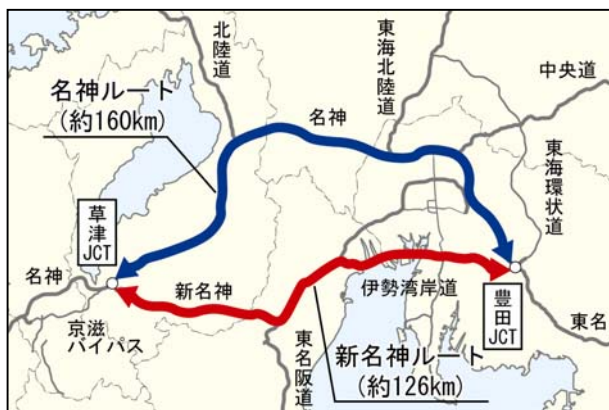 北陸道
東海北陸道
中央道
名神ルート
(約160km)
名神
東海環状道
草津
JCT
名神
新名神
伊勢湾岸道
豊田
JCT
京滋
バイパス
東名阪道
新名神ルート
(約126km)
東名